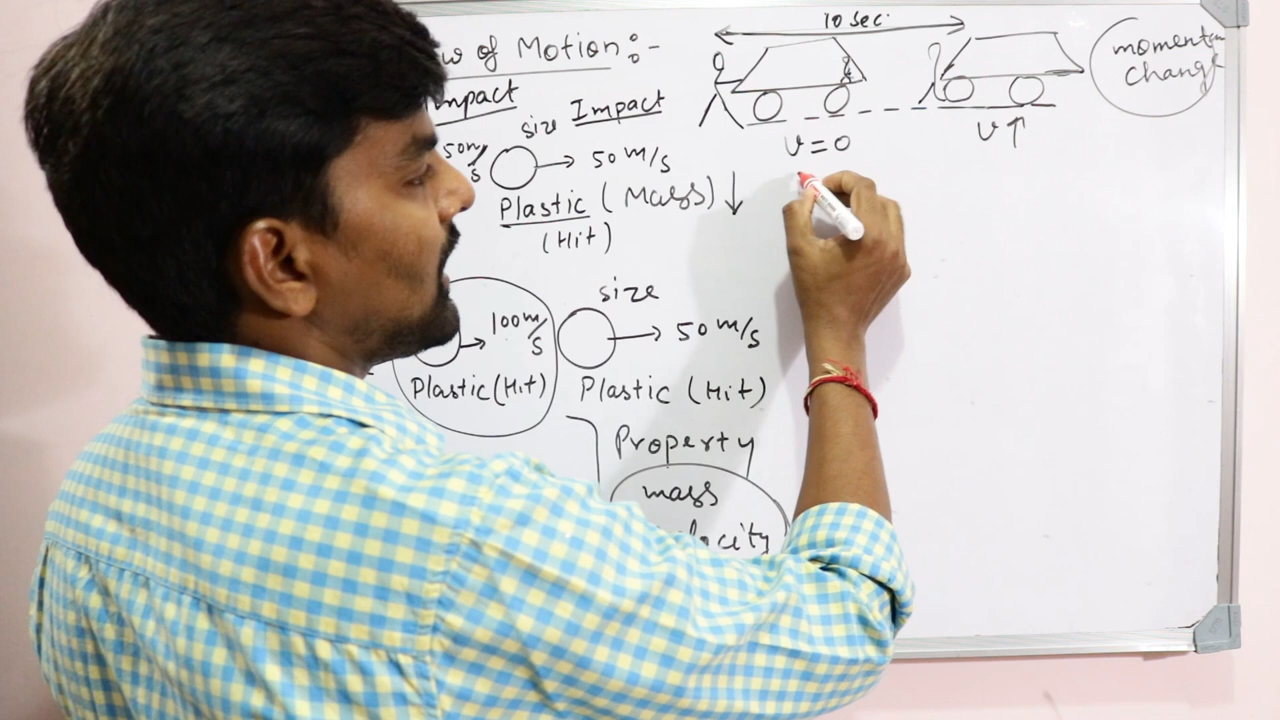 w of Motion :-
Impact
size
Impact
50m/s
50 m/s
Plastic (Mass) ↓
(Hit)
size
100m/s
50 m/s
Plastic (Hit)
Plastic (Hit)
Property
mass
locity
10 sec.
v = 0
v ↑
momentum
change